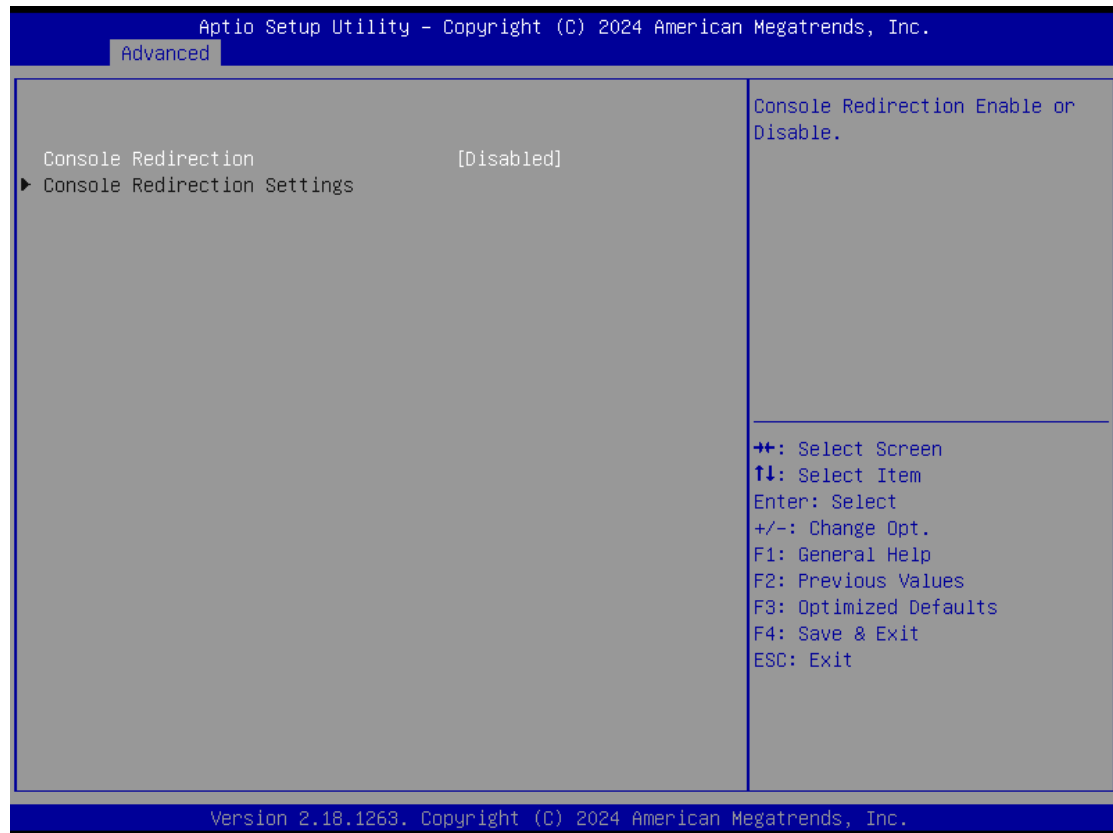 Aptio Setup Utility – Copyright (C) 2024 American Megatrends, Inc.
Advanced
Console Redirection [Disabled]
► Console Redirection Settings
Console Redirection Enable or
Disable.
→←: Select Screen
↑↓: Select Item
Enter: Select
+/-: Change Opt.
F1: General Help
F2: Previous Values
F3: Optimized Defaults
F4: Save & Exit
ESC: Exit
Version 2.18.1263. Copyright (C) 2024 American Megatrends, Inc.